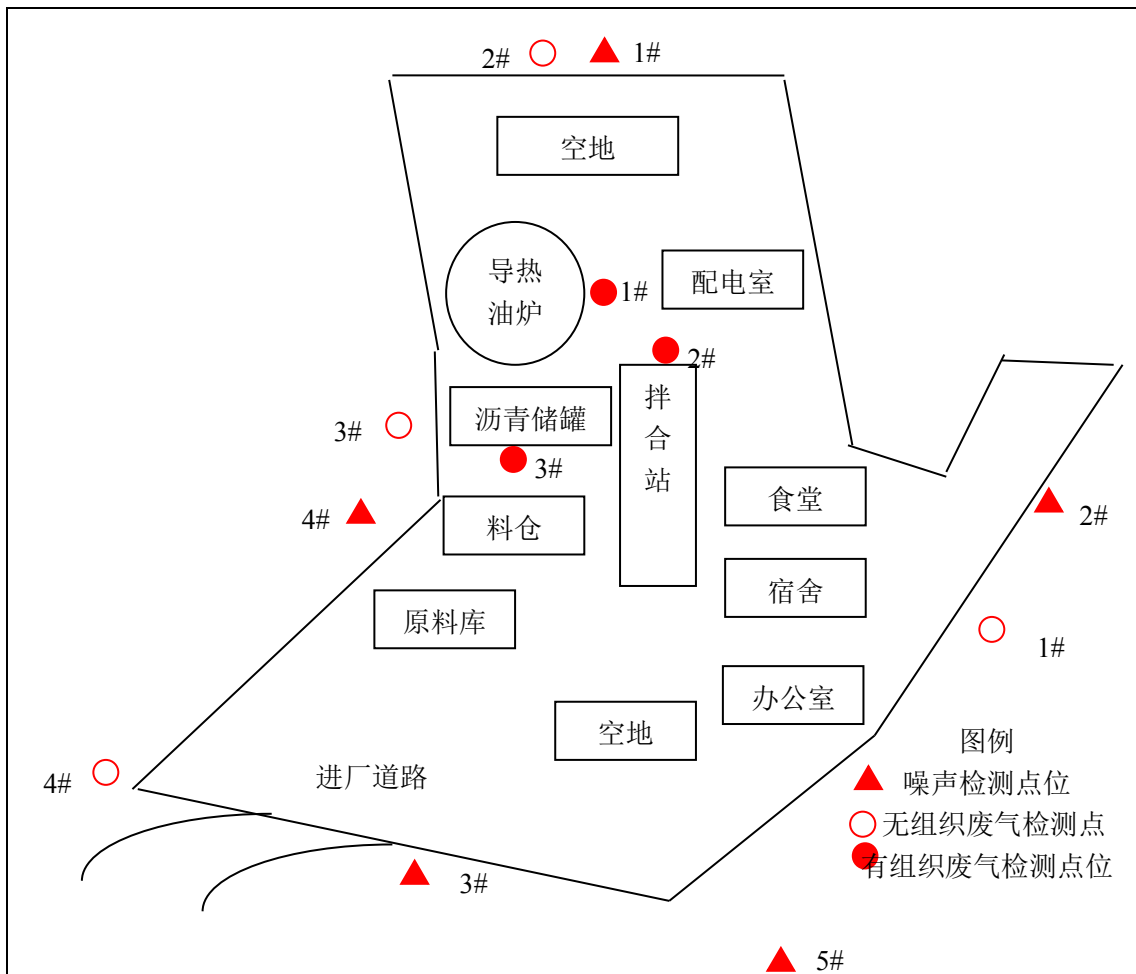 2#
1#
空地
导热
油炉
1#
配电室
2#
拌
合
站
沥青储罐
3#
3#
4#
料仓
食堂
2#
宿舍
原料库
1#
办公室
空地
图例
4#
进厂道路
噪声检测点位
无组织废气检测点
有组织废气检测点位
3#
5#